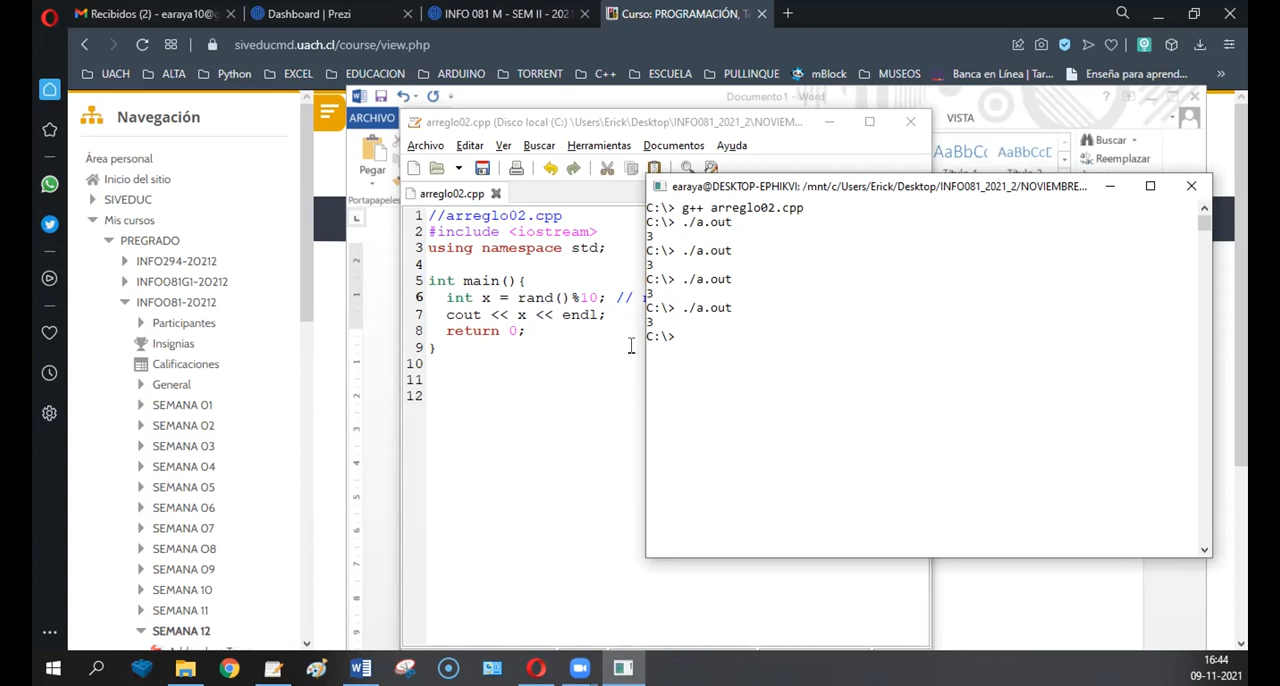 Recibidos (2) - earaya10@g
Dashboard | Prezi
INFO 081 M - SEM II - 202
Curso: PROGRAMACIÓN, T
siveducmd.uach.cl/course/view.php
UACH
ALTA
Python
EXCEL
EDUCACION
ARDUINO
TORRENT
C++
ESCUELA
PULLINQUE
mBlock
MUSEOS
Banca en Línea | Tar...
Enseña para aprend...
»
Navegación
Área personal
Inicio del sitio
SIVEDUC
Mis cursos
PREGRADO
INFO294-20212
INFO081G1-20212
INFO081-20212
Participantes
Insignias
Calificaciones
General
SEMANA 01
SEMANA 02
SEMANA 03
SEMANA 04
SEMANA 05
SEMANA 06
SEMANA 07
SEMANA 08
SEMANA 09
SEMANA 10
SEMANA 11
SEMANA 12
Documento1 - Word
ARCHIVO
VISTA
Pegar
Portapapeles
AaBbCc
AaBbCcD
Buscar
Reemplazar
arreglo02.cpp (Disco local (C:) \Users\Erick\Desktop\INFO081_2021_2\NOVIEM...
Archivo Editar Ver Buscar Herramientas Documentos Ayuda
arreglo02.cpp
1 //arreglo02.cpp
2 #include <iostream>
3 using namespace std;
4
5 int main(){
6 int x = rand()%10; //
7 cout << x << endl;
8 return 0;
9 }
10
11
12
earaya@DESKTOP-EPHIKVI: /mnt/c/Users/Erick/Desktop/INFO081_2021_2/NOVIEMBRE...
C:\> g++ arreglo02.cpp
C:\> ./a.out
3
C:\> ./a.out
3
C:\> ./a.out
3
C:\> ./a.out
3
C:\>
16:44
09-11-2021